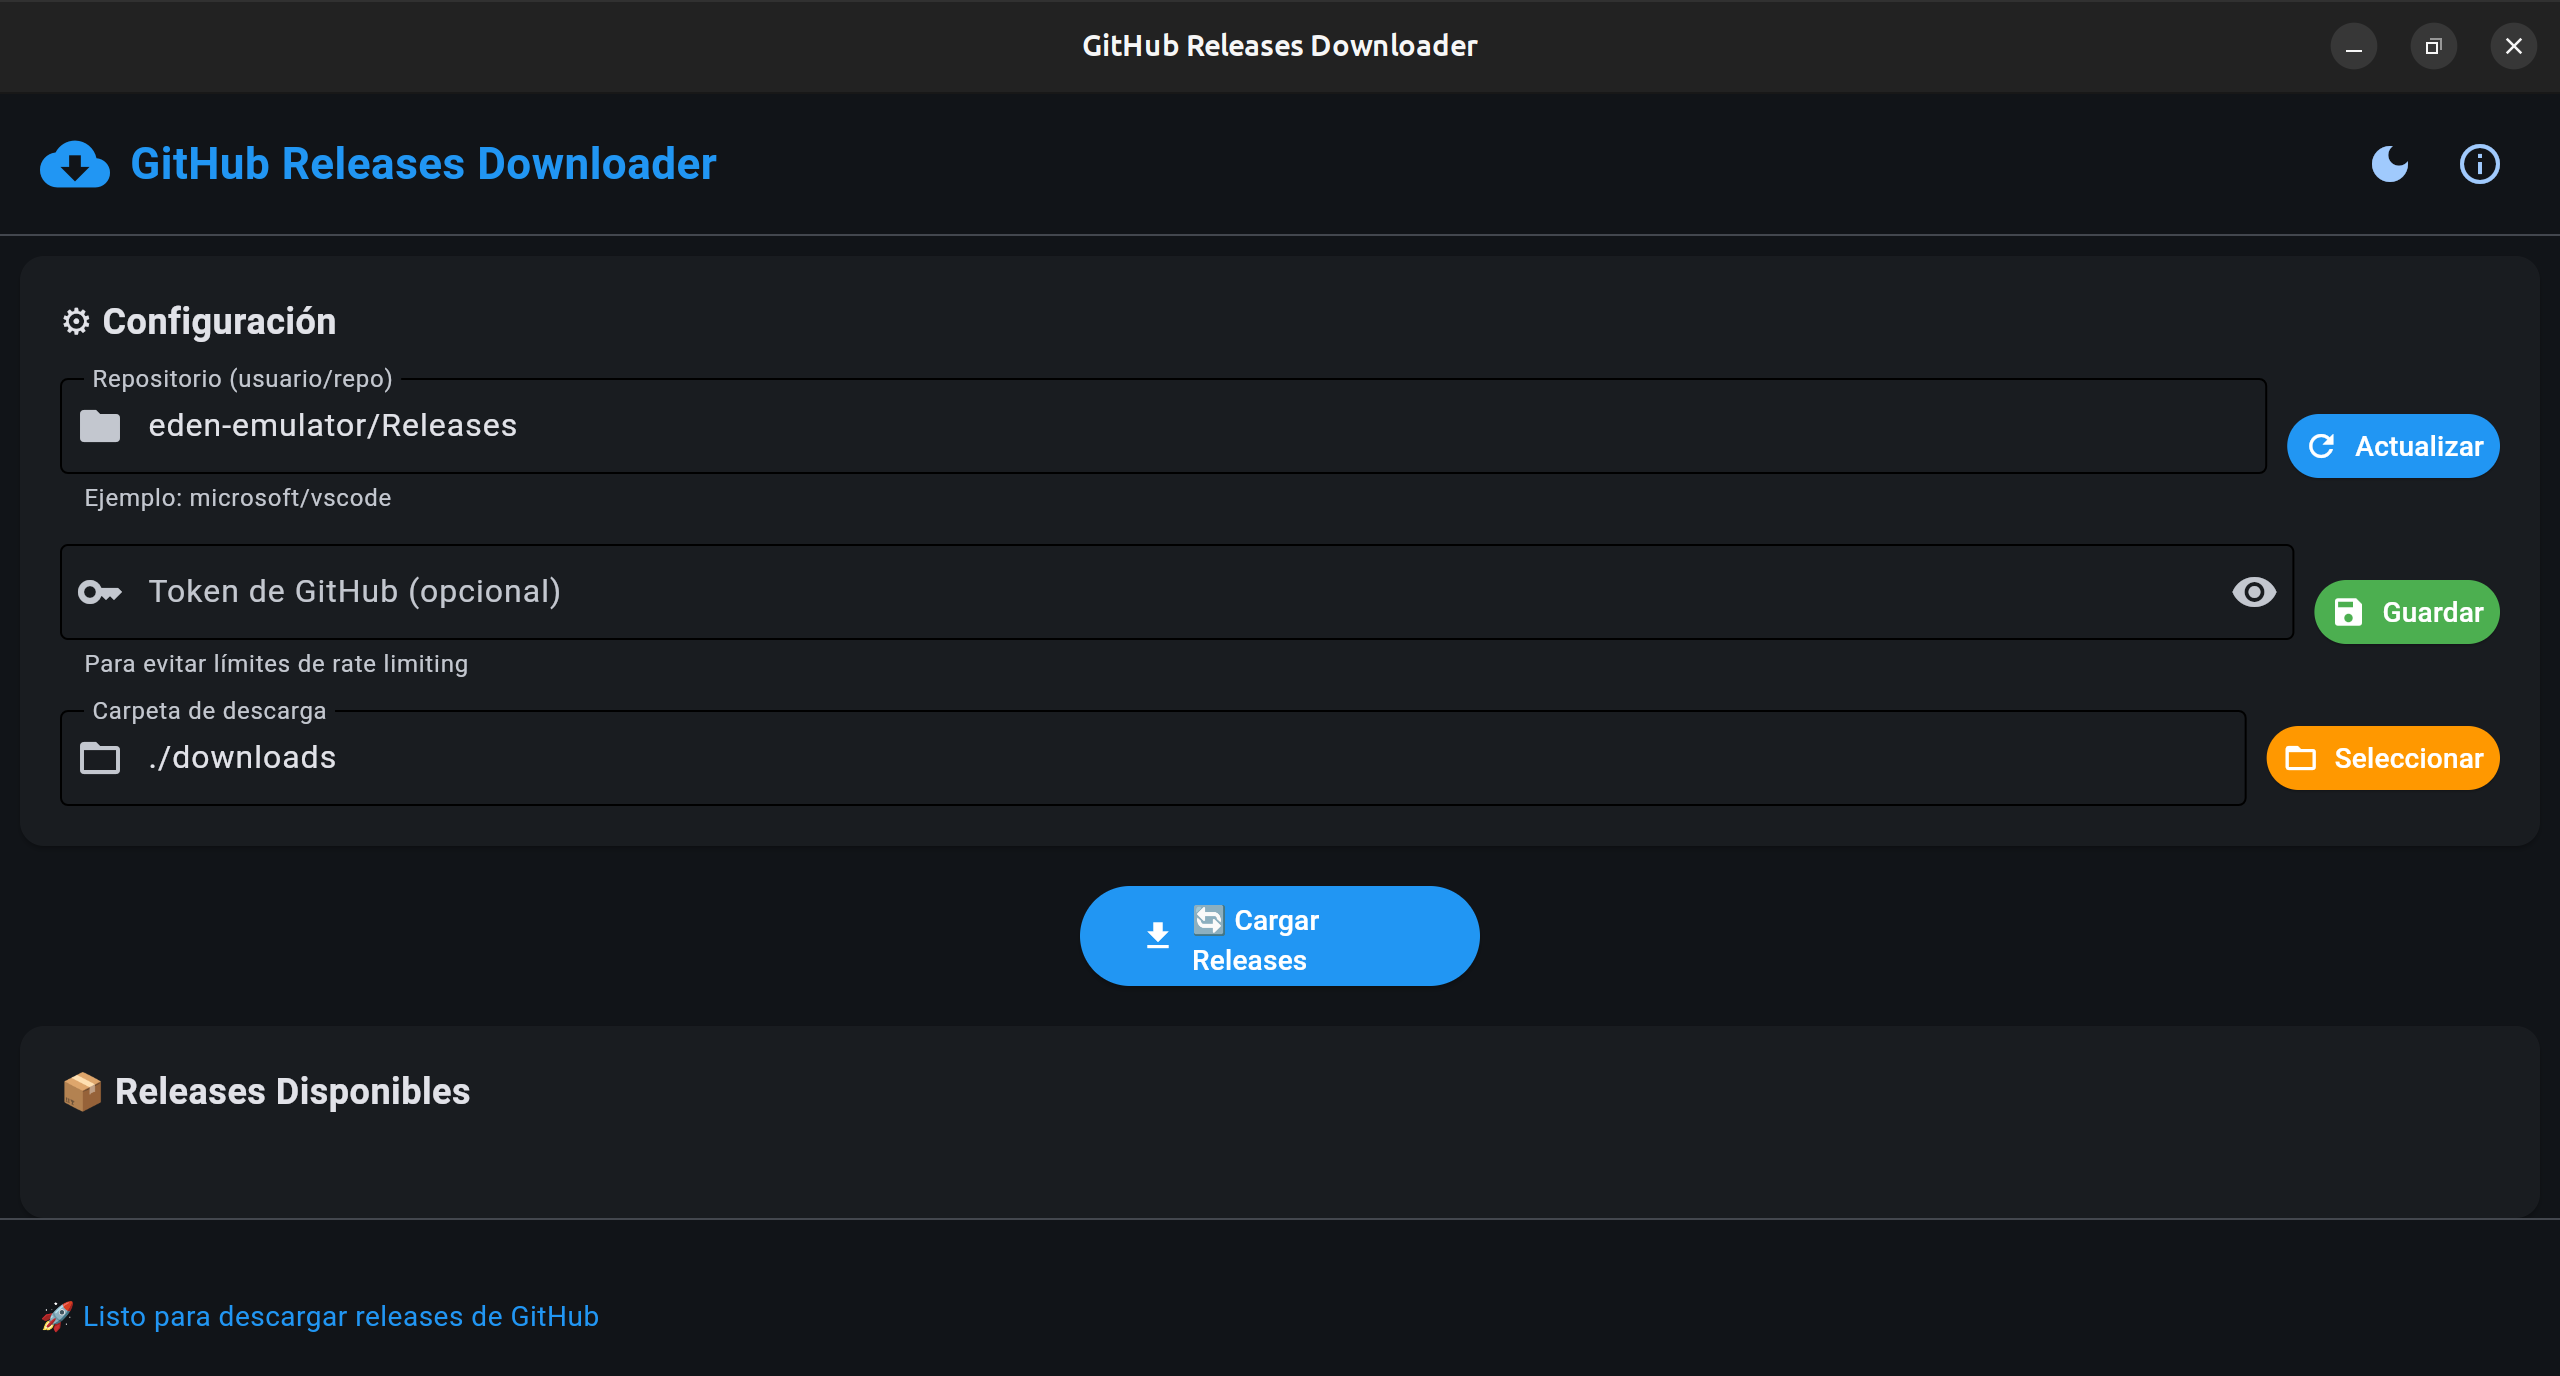 GitHub Releases Downloader
GitHub Releases Downloader
⚙ Configuración
Repositorio (usuario/repo)
eden-emulator/Releases
Actualizar
Ejemplo: microsoft/vscode
Token de GitHub (opcional)
Guardar
Para evitar límites de rate limiting
Carpeta de descarga
./downloads
Seleccionar
🔄 Cargar
Releases
📦 Releases Disponibles
🚀 Listo para descargar releases de GitHub